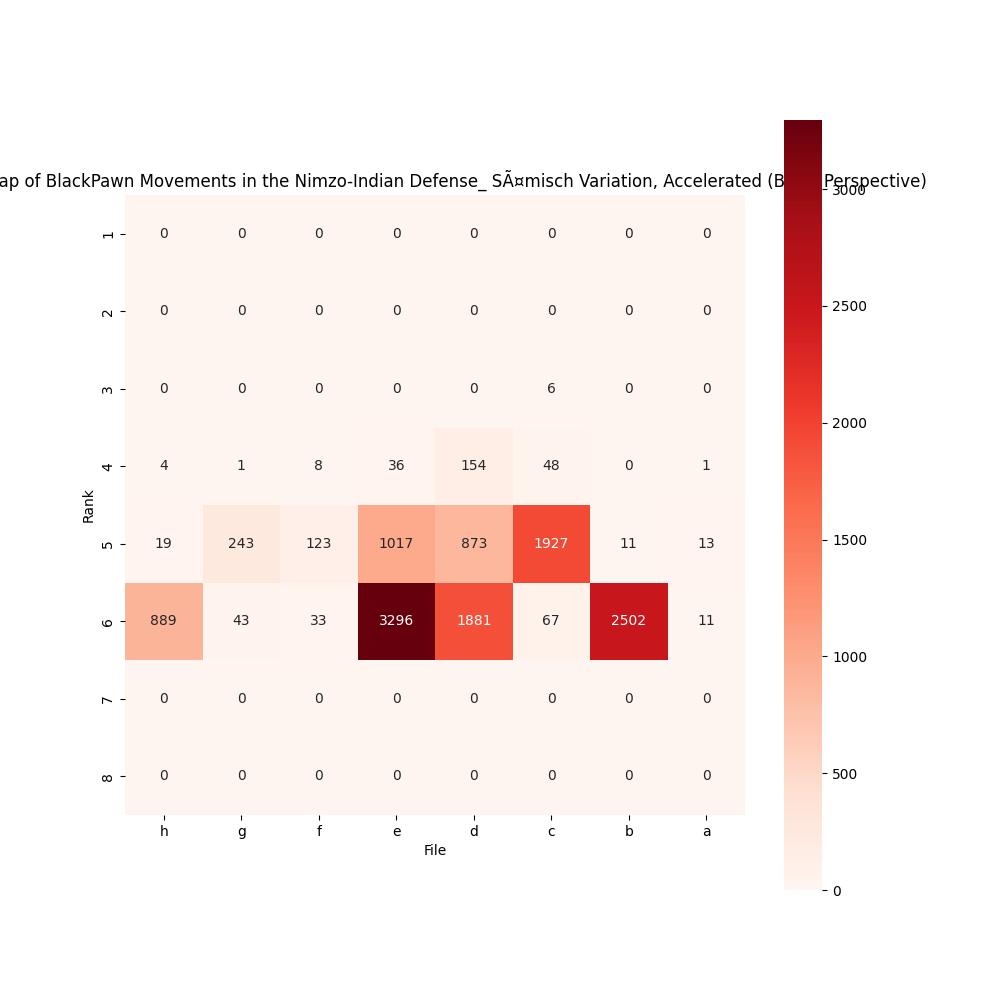 ap of BlackPawn Movements in the Nimzo-Indian Defense_ SÃ¤misch Variation, Accelerated (B Perspective)
1 0 0 0 0 0 0 0 0
2 0 0 0 0 0 0 0 0
3 0 0 0 0 0 6 0 0
4 4 1 8 36 154 48 0 1
5 19 243 123 1017 873 1927 11 13
6 889 43 33 3296 1881 67 2502 11
7 0 0 0 0 0 0 0 0
8 0 0 0 0 0 0 0 0
h g f e d c b a
File
Rank
3000
2500
2000
1500
1000
500
0